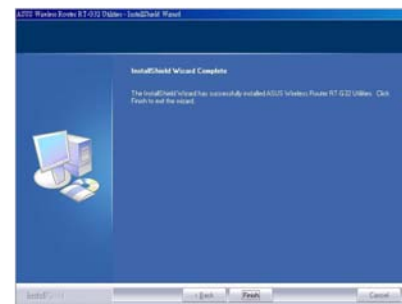 ASUS Wireless Router RT-G32 Utilities - InstallShield Wizard
InstallShield Wizard Complete
The InstallShield Wizard has successfully installed ASUS Wireless Router RT-G32 Utilities. Click
Finish to exit the wizard.
InstallShield
< Back
Finish
Cancel